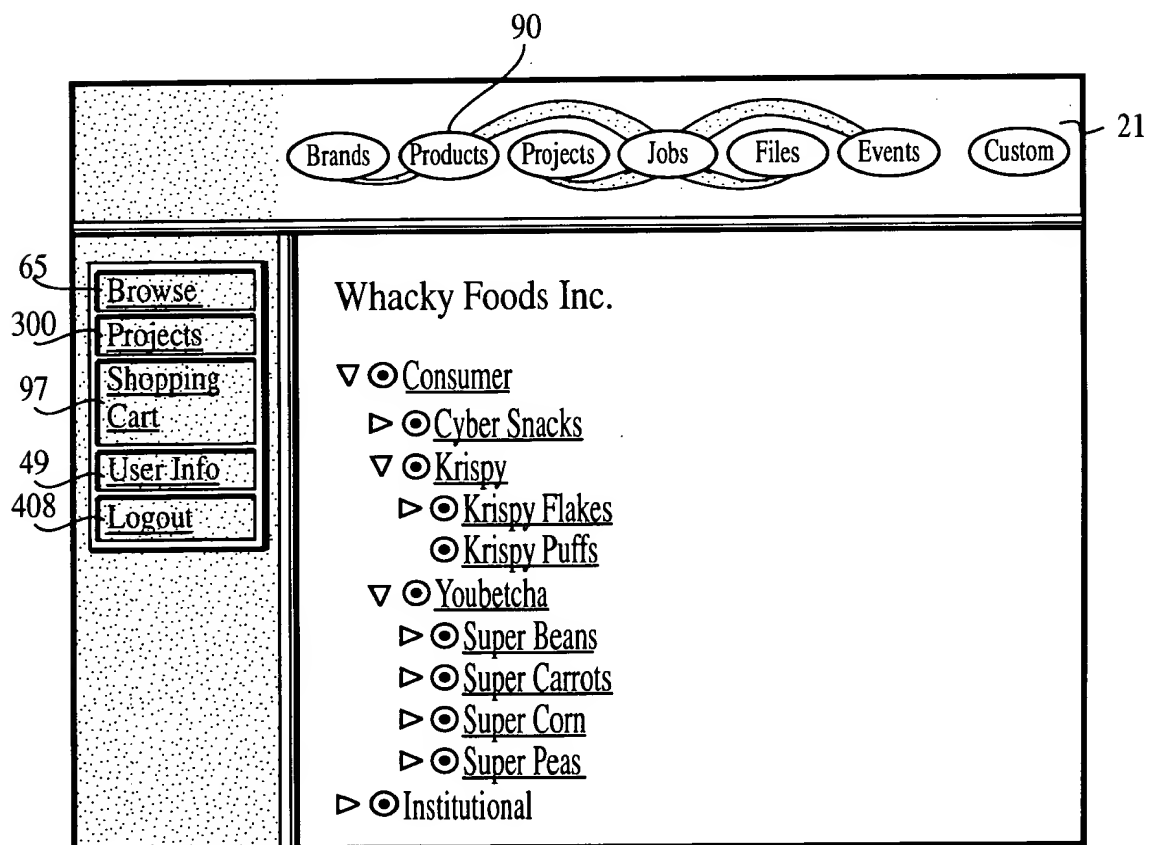 90
21
Brands Products Projects Jobs Files Events Custom
65
Browse
300
Projects
97
Shopping
Cart
49
User Info
408
Logout
Whacky Foods Inc.
Consumer
Cyber Snacks
Krispy
Krispy Flakes
Krispy Puffs
Youbetcha
Super Beans
Super Carrots
Super Corn
Super Peas
Institutional